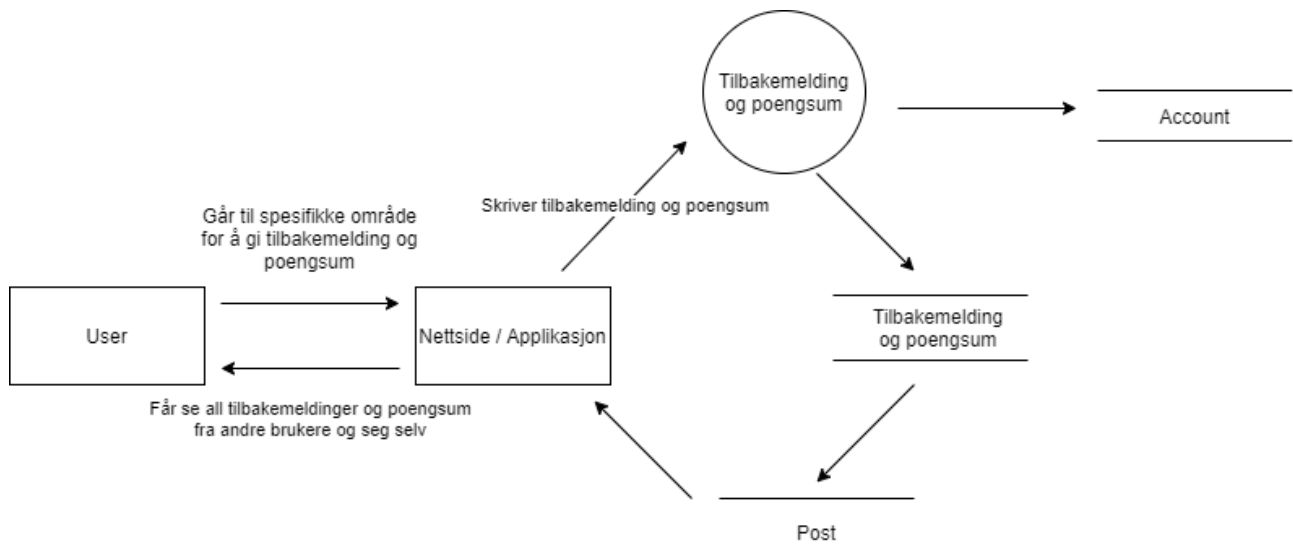 Tilbakemelding
og poengsum
Account
Skriver tilbakemelding og poengsum
Går til spesifikke område
for å gi tilbakemelding og
poengsum
User
Nettside / Applikasjon
Tilbakemelding
og poengsum
Får se all tilbakemeldinger og poengsum
fra andre brukere og seg selv
Post